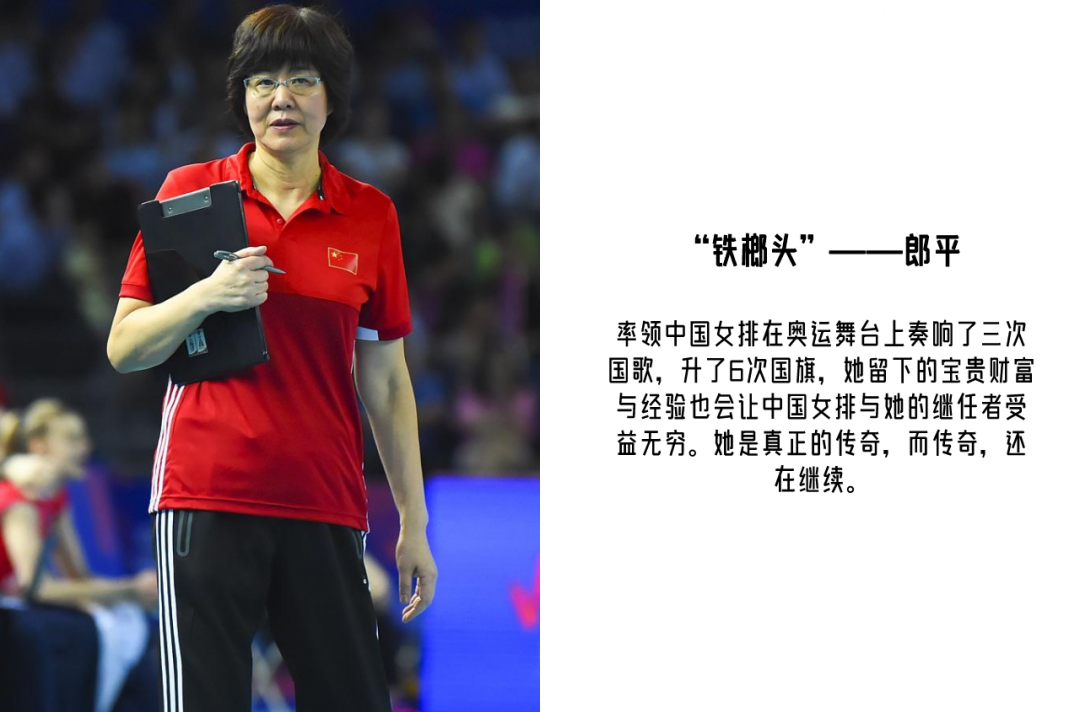 “铁榔头”——郎平
率领中国女排在奥运舞台上奏响了三次
国歌，升了6次国旗，她留下的宝贵财富
与经验也会让中国女排与她的继任者受
益无穷。她是真正的传奇，而传奇，还
在继续。